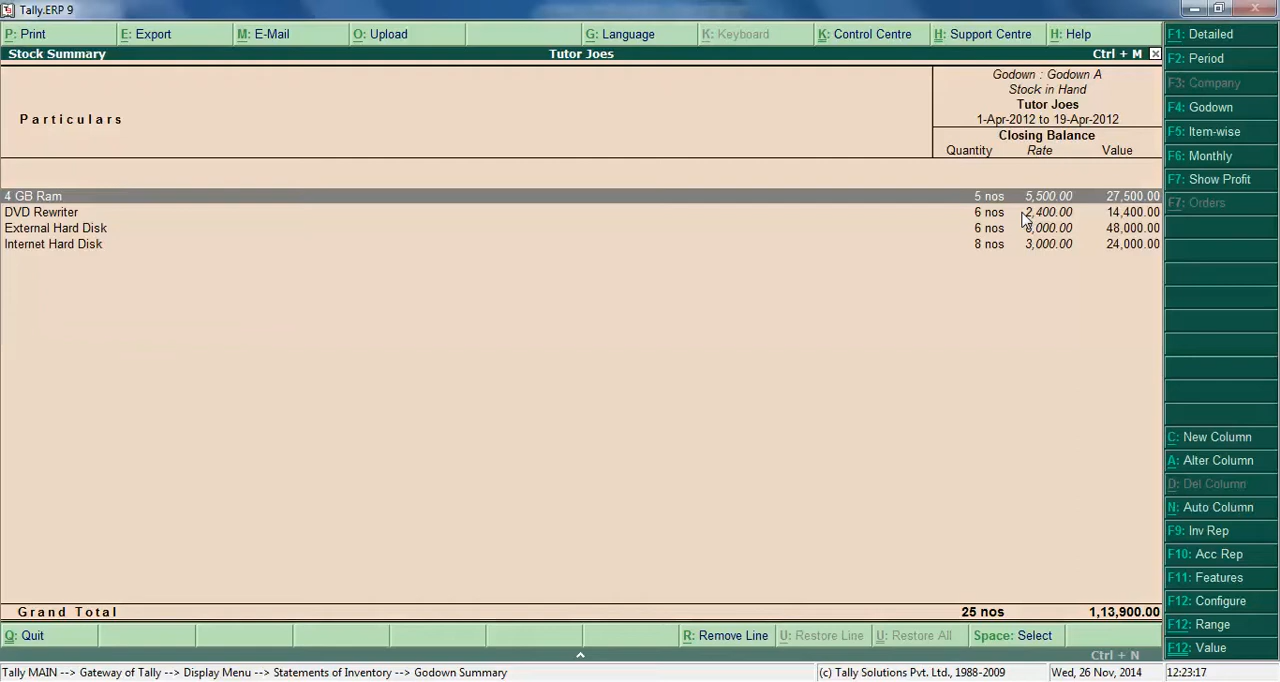 Tally.ERP 9
P: Print E: Export M: E-Mail O: Upload G: Language K: Keyboard K: Control Centre H: Support Centre H: Help
Stock Summary Tutor Joes Ctrl + M
Particulars
Godown : Godown A
Stock in Hand
Tutor Joes
1-Apr-2012 to 19-Apr-2012
Closing Balance
Quantity Rate Value
4 GB Ram 5 nos 5,500.00 27,500.00
DVD Rewriter 6 nos 2,400.00 14,400.00
External Hard Disk 6 nos 8,000.00 48,000.00
Internet Hard Disk 8 nos 3,000.00 24,000.00
Grand Total 25 nos 1,13,900.00
F1: Detailed
F2: Period
F3: Company
F4: Godown
F5: Item-wise
F6: Monthly
F7: Show Profit
F7: Orders
C: New Column
A: Alter Column
D: Del Column
N: Auto Column
F9: Inv Rep
F10: Acc Rep
F11: Features
F12: Configure
F12: Range
F12: Value
Q: Quit R: Remove Line U: Restore Line U: Restore All Space: Select
Ctrl + N
Tally MAIN --> Gateway of Tally --> Display Menu --> Statements of Inventory --> Godown Summary (c) Tally Solutions Pvt. Ltd., 1988-2009 Wed, 26 Nov, 2014 12:23:17